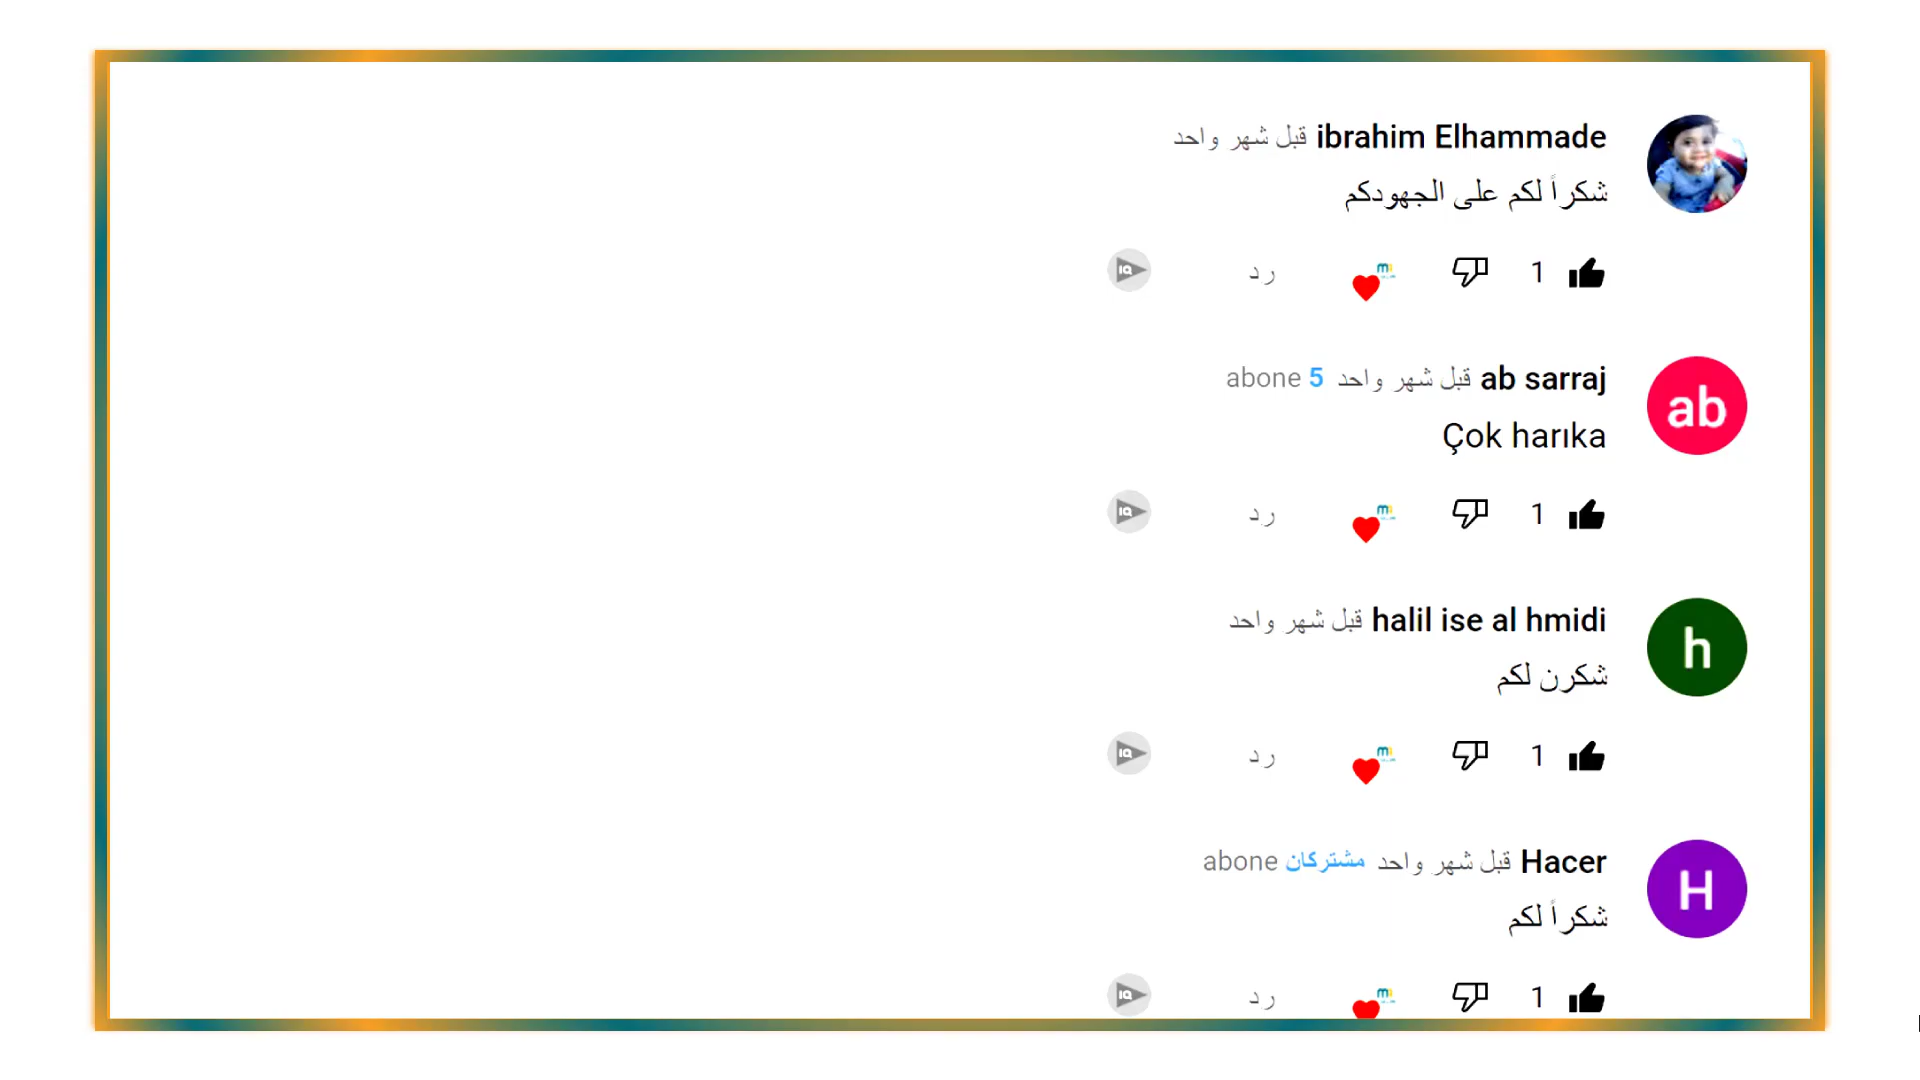 ibrahim Elhammade قبل شهر واحد
شكراً لكم على الجهودكم
1 رد
ab sarraj قبل شهر واحد 5 abone
ab
Çok harıka
1 رد
halil ise al hmidi قبل شهر واحد
h
شكرن لكم
1 رد
Hacer قبل شهر واحد مشتركان abone
H
شكراً لكم
1 رد